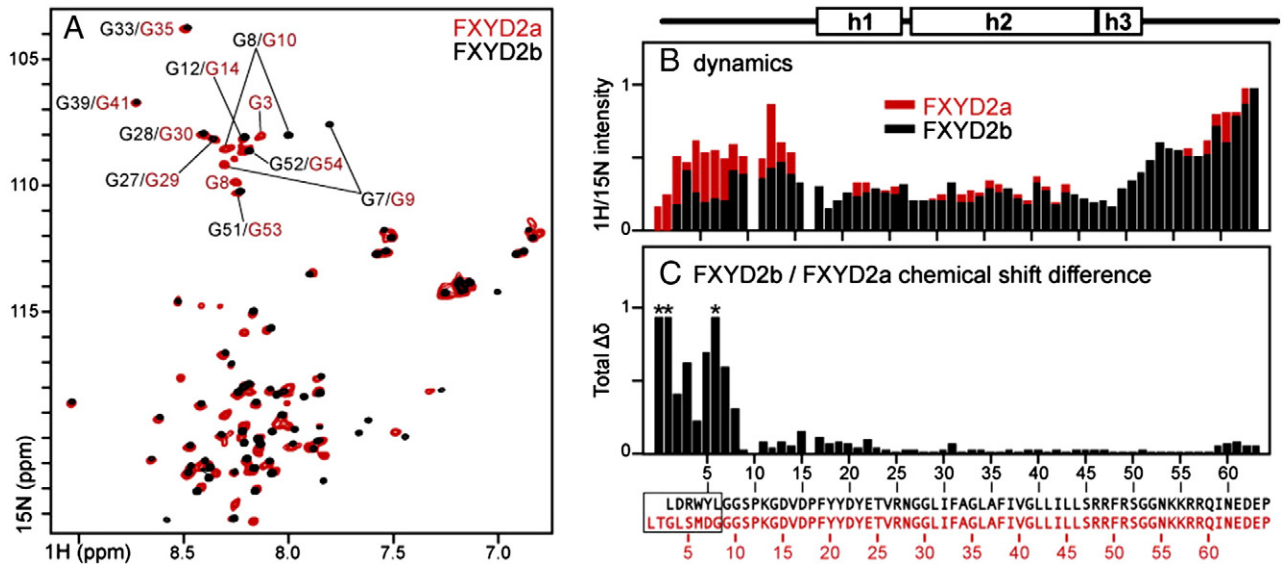 A
FXYD2a
FXYD2b
G33/G35
G8/G10
G12/G14
G39/G41
G3
G28/G30
G52/G54
G27/G29
G8
G7/G9
G51/G53
105
110
115
15N (ppm)
1H (ppm)
8.5
8.0
7.5
7.0
h1
h2
h3
B dynamics
FXYD2a
FXYD2b
1
0
1H/15N intensity
C FXYD2b / FXYD2a chemical shift difference
**
*
1
0
Total Δδ
5 10 15 20 25 30 35 40 45 50 55 60
LDRWYLGGSPKGDVDPFYYDYETVRNGGLIFAGLAFIVGLLILLSRRFRSGGNKKRRQINEDEP
LTGLSMDGGGSPKGDVDPFYYDYETVRNGGLIFAGLAFIVGLLILLSRRFRSGGNKKRRQINEDEP
5 10 15 20 25 30 35 40 45 50 55 60